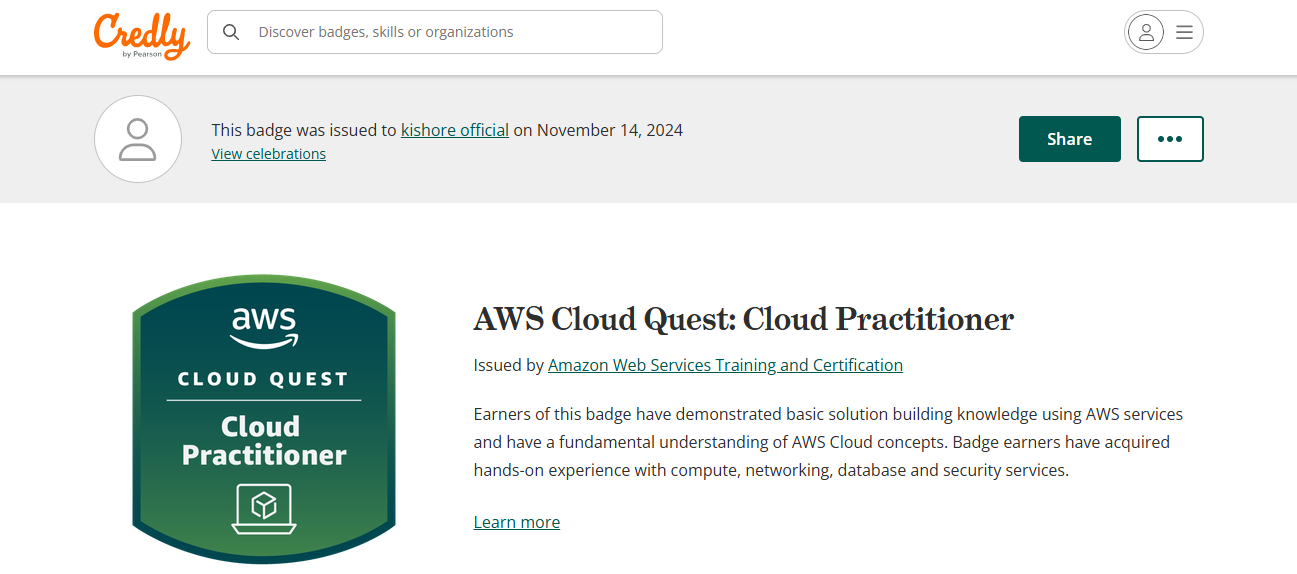 Credly
by Pearson
Discover badges, skills or organizations
This badge was issued to kishore official on November 14, 2024
View celebrations
Share
•••
aws
CLOUD QUEST
Cloud
Practitioner
AWS Cloud Quest: Cloud Practitioner
Issued by Amazon Web Services Training and Certification
Earners of this badge have demonstrated basic solution building knowledge using AWS services
and have a fundamental understanding of AWS Cloud concepts. Badge earners have acquired
hands-on experience with compute, networking, database and security services.
Learn more